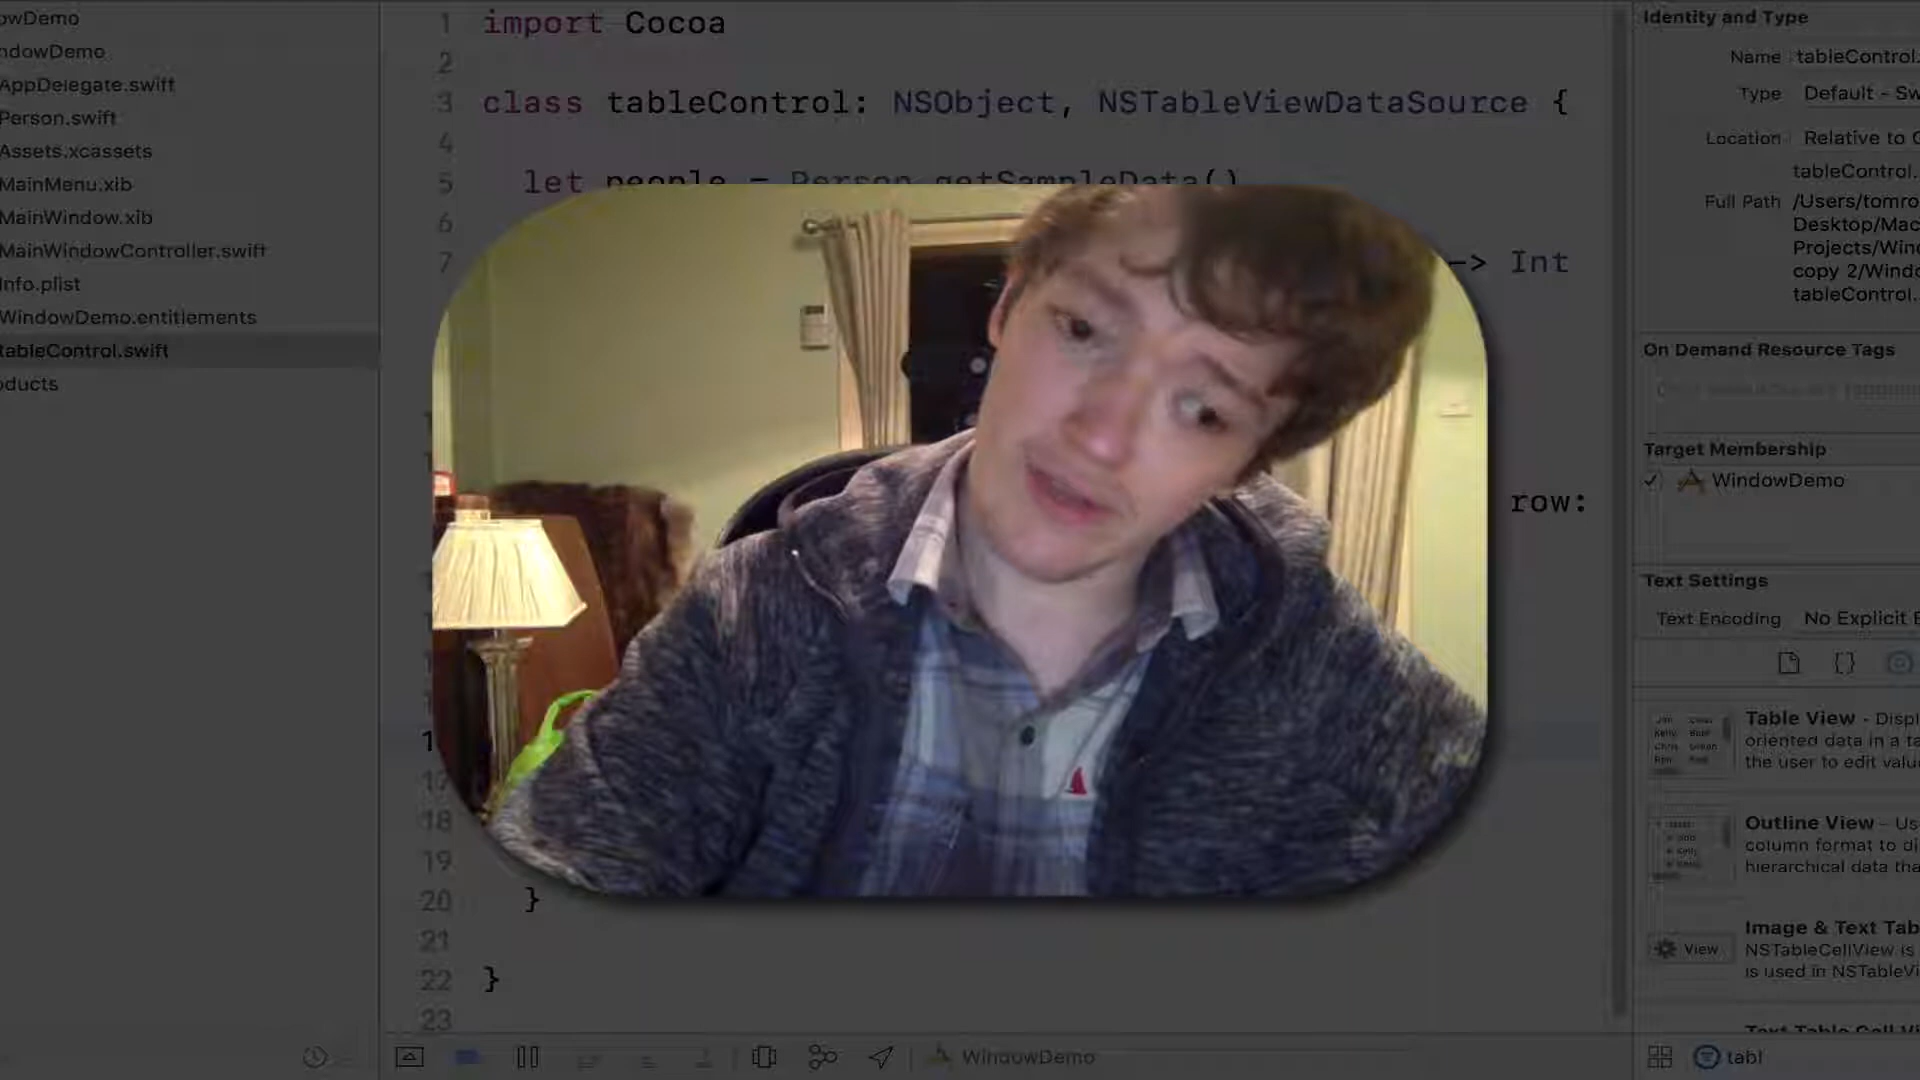 owDemo
ndowDemo
AppDelegate.swift
Person.swift
Assets.xcassets
MainMenu.xib
MainWindow.xib
MainWindowController.swift
Info.plist
WindowDemo.entitlements
tableControl.swift
oducts
1 import Cocoa
2
3 class tableControl: NSObject, NSTableViewDataSource {
4
5 let people = Person.getSampleData()
6
7 -> Int
row:
1
18
19
20 }
21
22 }
23
WindowDemo
Identity and Type
Name tableControl.
Type Default - Sw
Location Relative to G
tableControl.
Full Path /Users/tomro
Desktop/Mac
Projects/Wind
copy 2/Windo
tableControl.
On Demand Resource Tags
Target Membership
WindowDemo
Text Settings
Text Encoding No Explicit E
{}
Table View - Displ
oriented data in a ta
the user to edit valu
Outline View - Us
column format to di
hierarchical data tha
View
Image & Text Tab
NSTableCellView is
is used in NSTableVi
Text Table Cell Vi
tabl